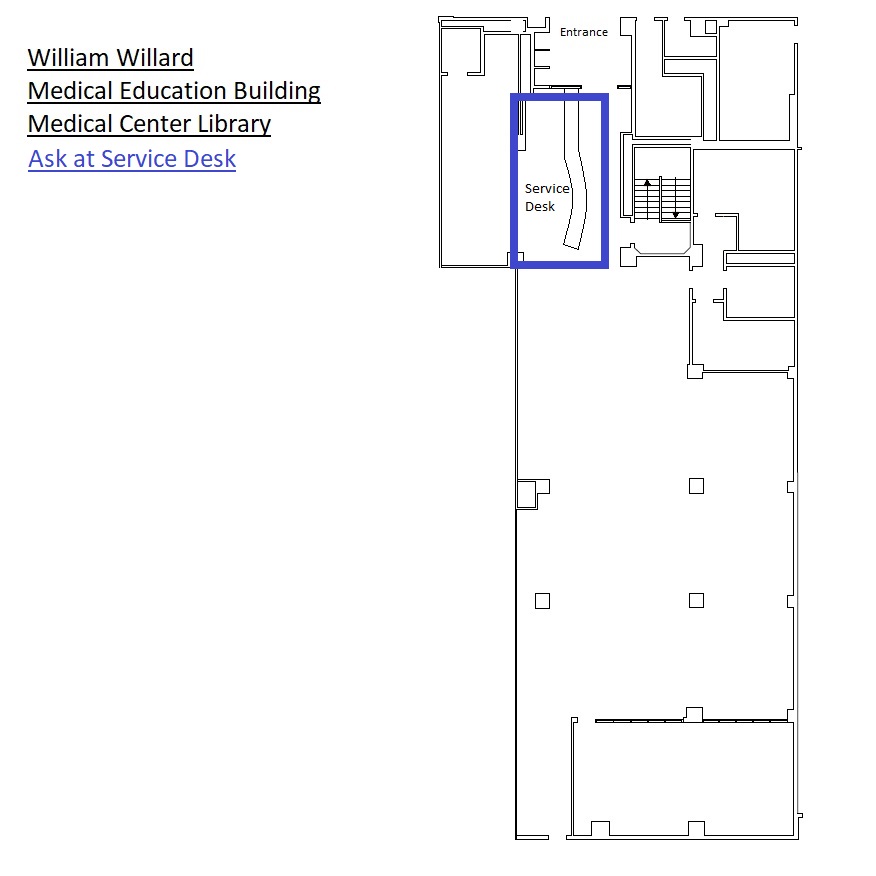 William Willard
Medical Education Building
Medical Center Library
Ask at Service Desk
Entrance
Service
Desk